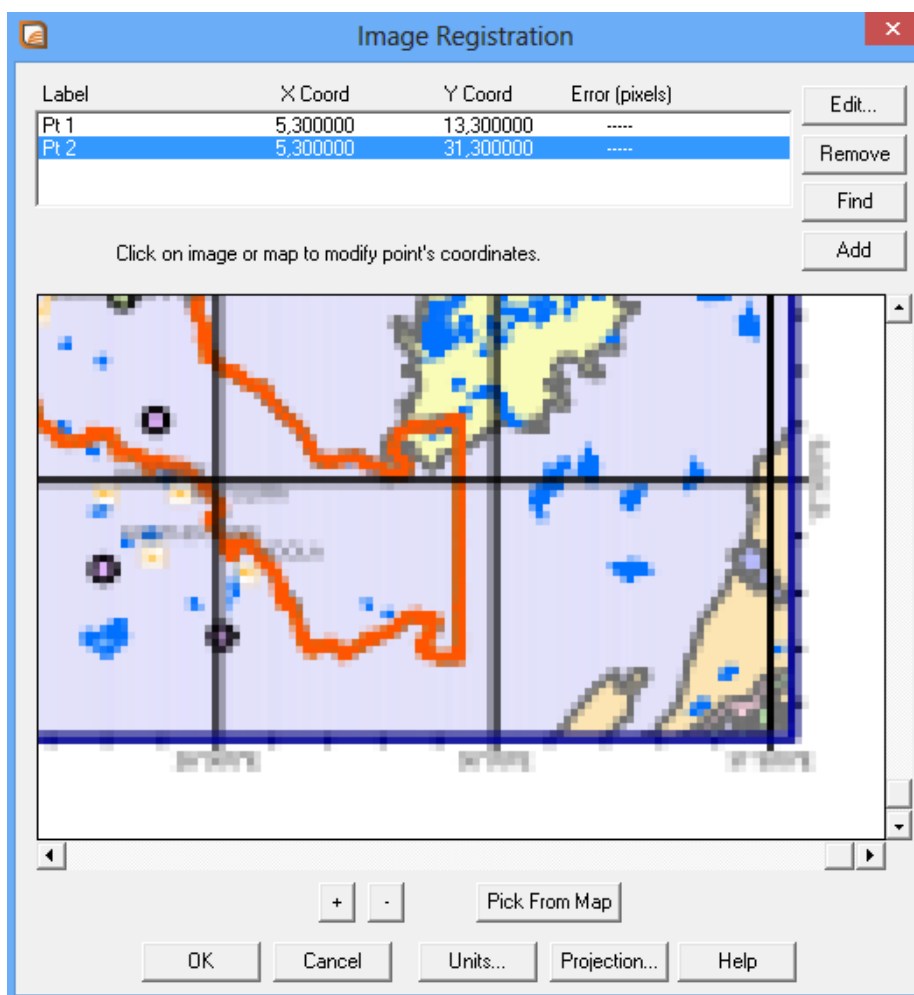 Image Registration
Label X Coord Y Coord Error (pixels)
Pt 1 5,300000 13,300000 -----
Pt 2 5,300000 31,300000 -----
Edit...
Remove
Find
Add
Click on image or map to modify point's coordinates.
+ - Pick From Map
OK Cancel Units... Projection... Help